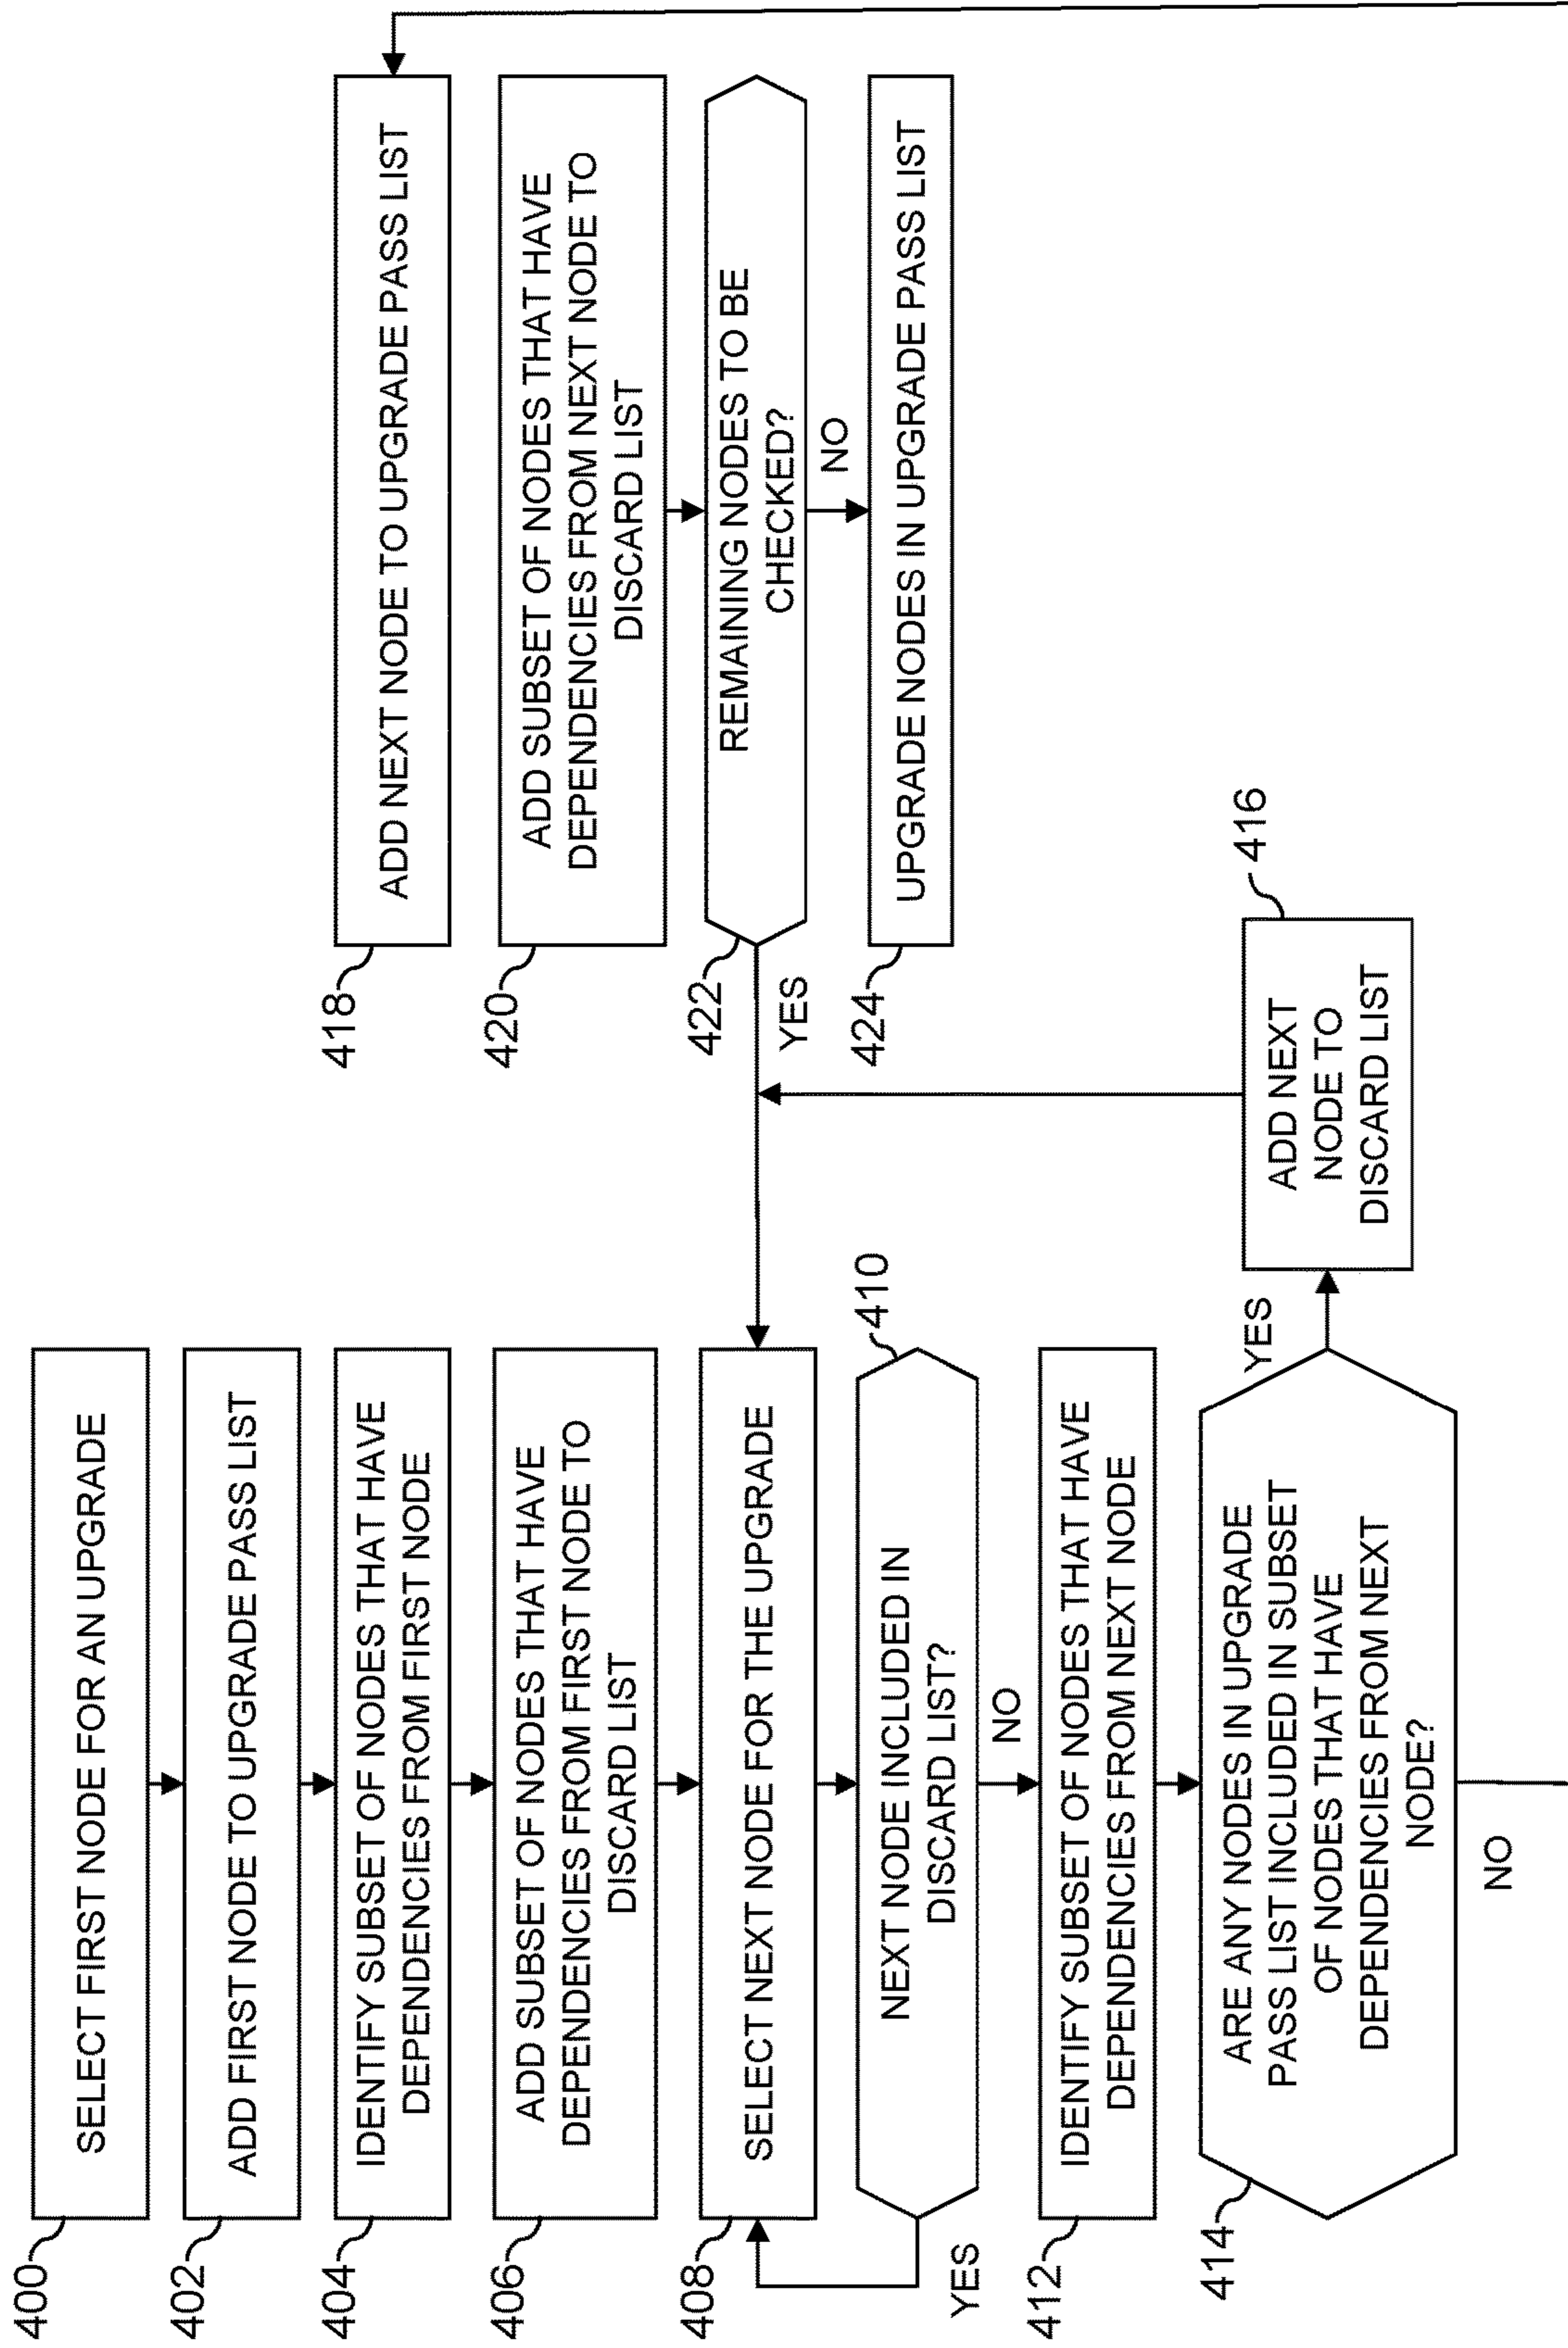 400
SELECT FIRST NODE FOR AN UPGRADE
402
ADD FIRST NODE TO UPGRADE PASS LIST
404
IDENTIFY SUBSET OF NODES THAT HAVE
DEPENDENCIES FROM FIRST NODE
406
ADD SUBSET OF NODES THAT HAVE
DEPENDENCIES FROM FIRST NODE TO
DISCARD LIST
408
SELECT NEXT NODE FOR THE UPGRADE
410
NEXT NODE INCLUDED IN
DISCARD LIST?
YES
NO
412
IDENTIFY SUBSET OF NODES THAT HAVE
DEPENDENCIES FROM NEXT NODE
414
ARE ANY NODES IN UPGRADE
PASS LIST INCLUDED IN SUBSET
OF NODES THAT HAVE
DEPENDENCIES FROM NEXT
NODE?
YES
NO
416
ADD NEXT
NODE TO
DISCARD LIST
418
ADD NEXT NODE TO UPGRADE PASS LIST
420
ADD SUBSET OF NODES THAT HAVE
DEPENDENCIES FROM NEXT NODE TO
DISCARD LIST
422
REMAINING NODES TO BE
CHECKED?
YES
NO
424
UPGRADE NODES IN UPGRADE PASS LIST